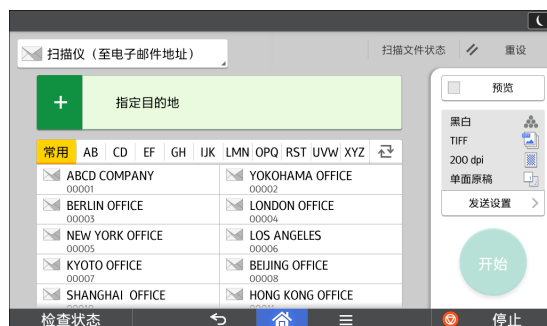 扫描仪（至电子邮件地址）
扫描文件状态 重设
+ 指定目的地
预览
黑白
TIFF
200 dpi
单面原稿
发送设置
开始
常用 AB CD EF GH IJK LMN OPQ RST UVW XYZ
ABCD COMPANY YOKOHAMA OFFICE
00001 00002
BERLIN OFFICE LONDON OFFICE
00003 00004
NEW YORK OFFICE LOS ANGELES
00005 00006
KYOTO OFFICE BEIJING OFFICE
00007 00008
SHANGHAI OFFICE HONG KONG OFFICE
检查状态 停止